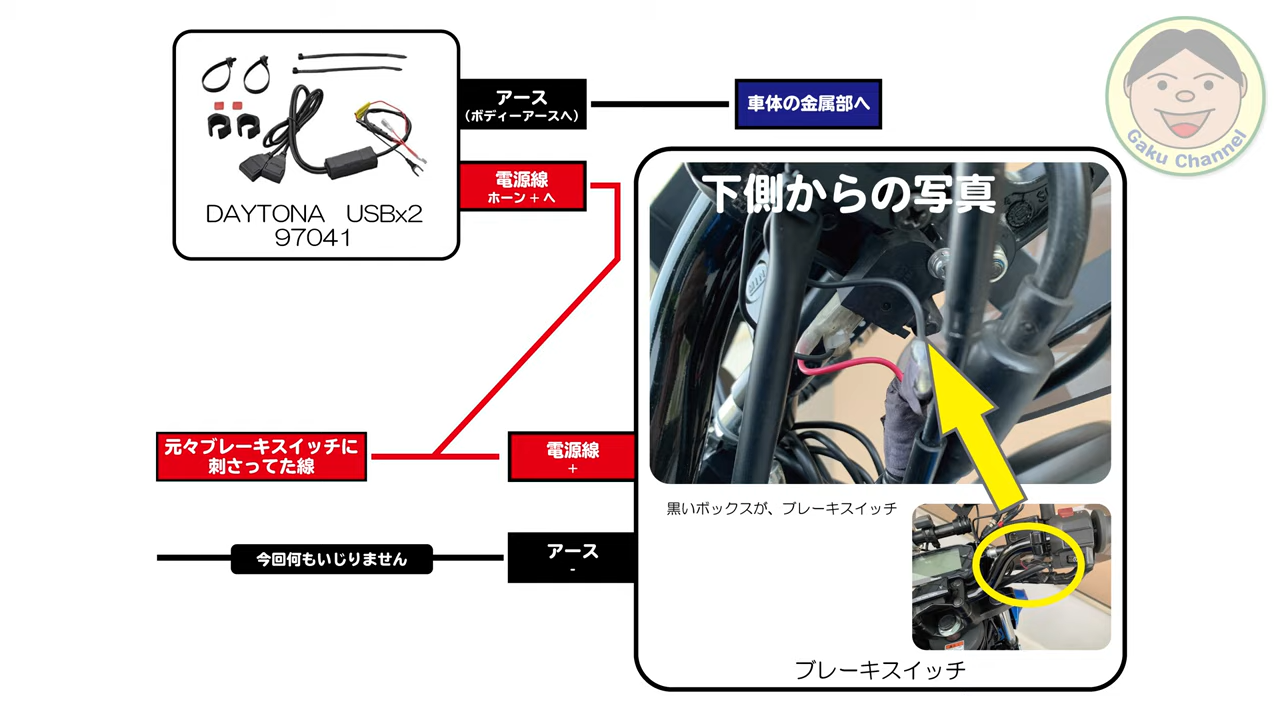 アース
(ボディーアースへ)
車体の金属部へ
Gaku Channel
電源線
ホーン + へ
DAYTONA USBx2
97041
下側からの写真
元々ブレーキスイッチに
刺さってた線
電源線
+
黒いボックスが、ブレーキスイッチ
今回何もいじりません
アース
-
ブレーキスイッチ